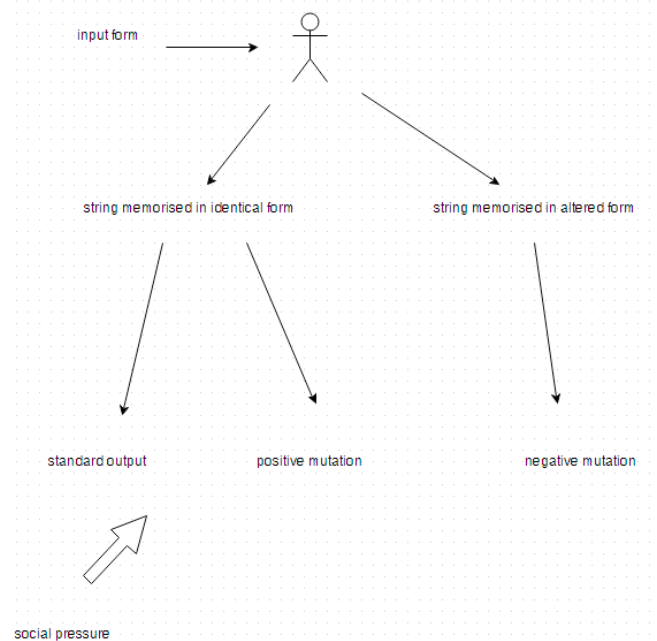 input form
string memorised in identical form
string memorised in altered form
standard output
positive mutation
negative mutation
social pressure